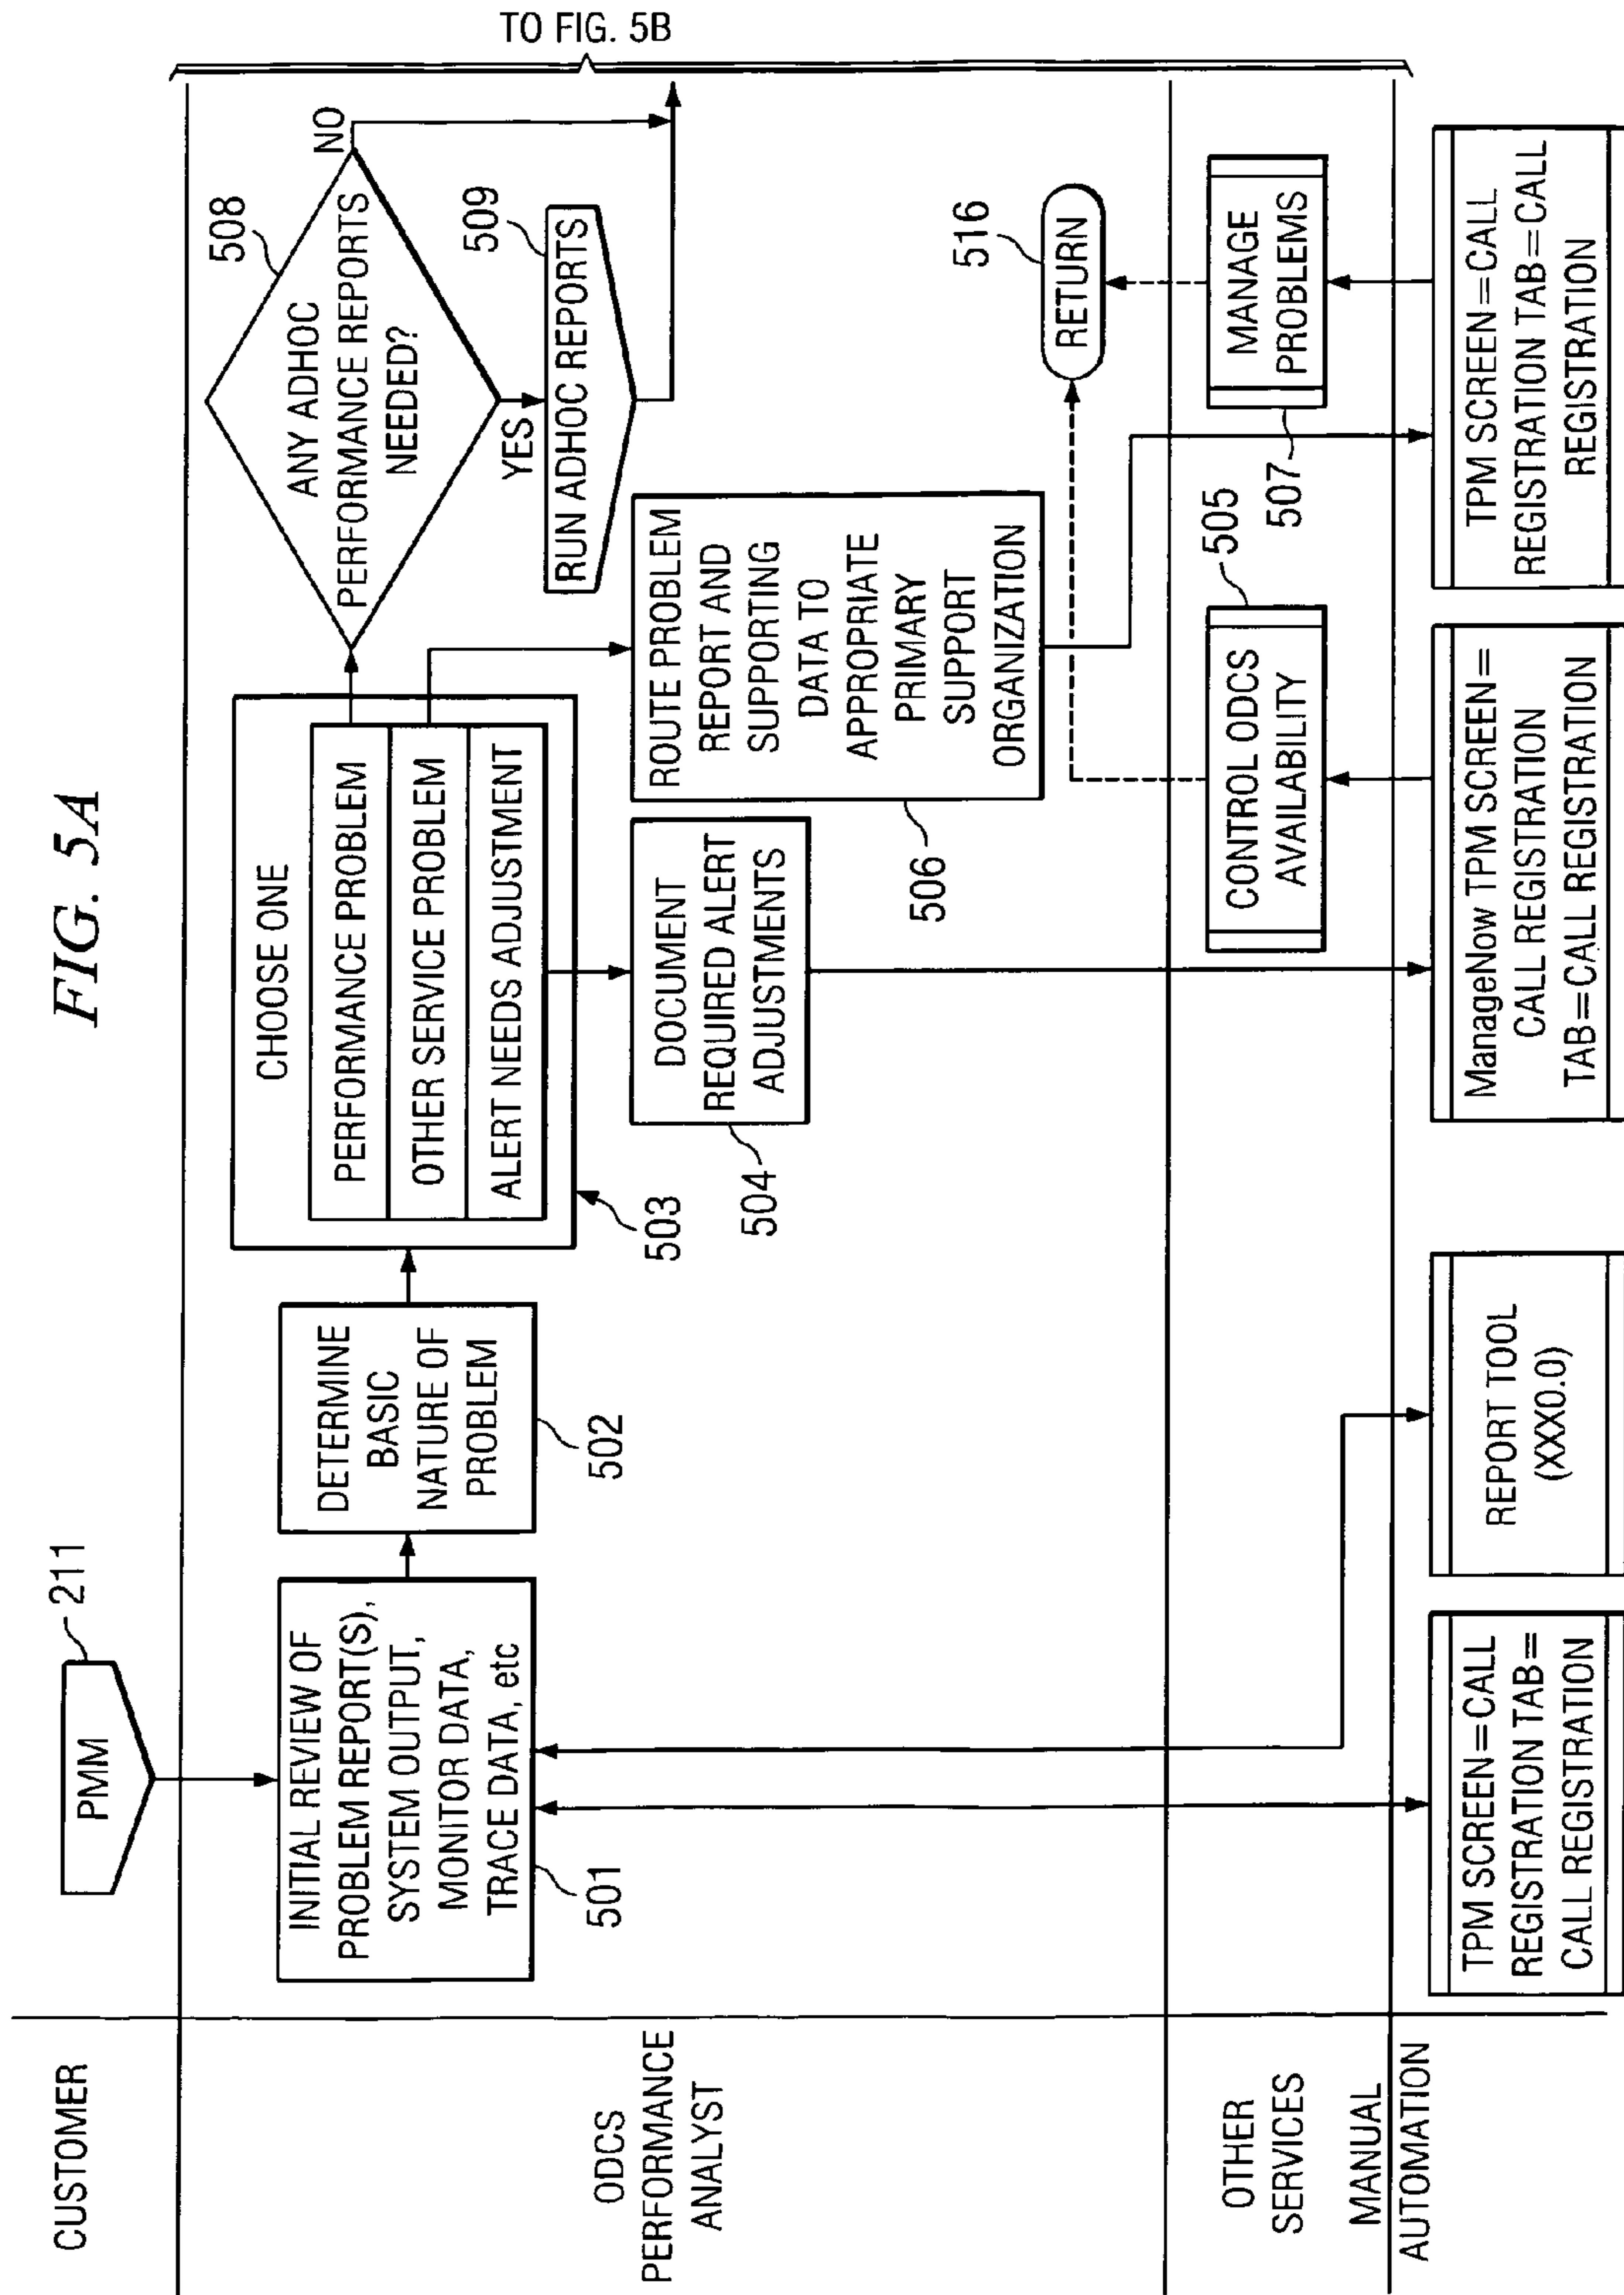 FIG. 5A
TO FIG. 5B
CUSTOMER
PMM
211
ODCS
PERFORMANCE
ANALYST
INITIAL REVIEW OF
PROBLEM REPORT(S),
SYSTEM OUTPUT,
MONITOR DATA,
TRACE DATA, etc
501
DETERMINE
BASIC
NATURE OF
PROBLEM
502
CHOOSE ONE
PERFORMANCE PROBLEM
OTHER SERVICE PROBLEM
ALERT NEEDS ADJUSTMENT
503
ANY ADHOC
PERFORMANCE REPORTS
NEEDED?
508
NO
YES
RUN ADHOC REPORTS
509
DOCUMENT
REQUIRED ALERT
ADJUSTMENTS
504
ROUTE PROBLEM
REPORT AND
SUPPORTING
DATA TO
APPROPRIATE
PRIMARY
SUPPORT
ORGANIZATION
506
RETURN
516
OTHER
SERVICES
CONTROL ODCS
AVAILABILITY
505
MANAGE
PROBLEMS
507
MANUAL
AUTOMATION
TPM SCREEN=CALL
REGISTRATION TAB=
CALL REGISTRATION
REPORT TOOL
(XXX0.0)
ManageNow TPM SCREEN=
CALL REGISTRATION
TAB=CALL REGISTRATION
TPM SCREEN=CALL
REGISTRATION TAB=CALL
REGISTRATION